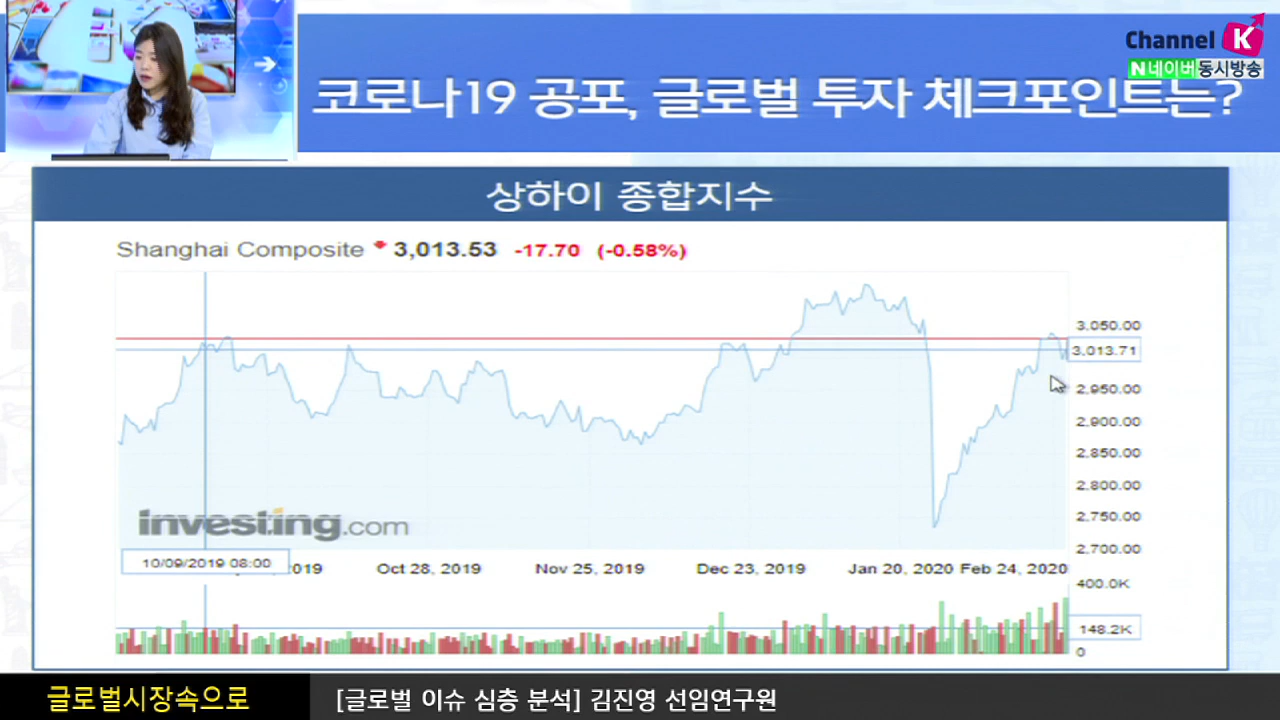 Channel K
N 네이버 동시방송
코로나19 공포, 글로벌 투자 체크포인트는?
상하이 종합지수
Shanghai Composite 3,013.53 -17.70 (-0.58%)
3,050.00
3,013.71
2,950.00
2,900.00
2,850.00
2,800.00
2,750.00
2,700.00
investing.com
10/09/2019 08:00 , 2019 Oct 28, 2019 Nov 25, 2019 Dec 23, 2019 Jan 20, 2020 Feb 24, 2020
400.0K
148.2K
0
글로벌시장속으로 [글로벌 이슈 심층 분석] 김진영 선임연구원